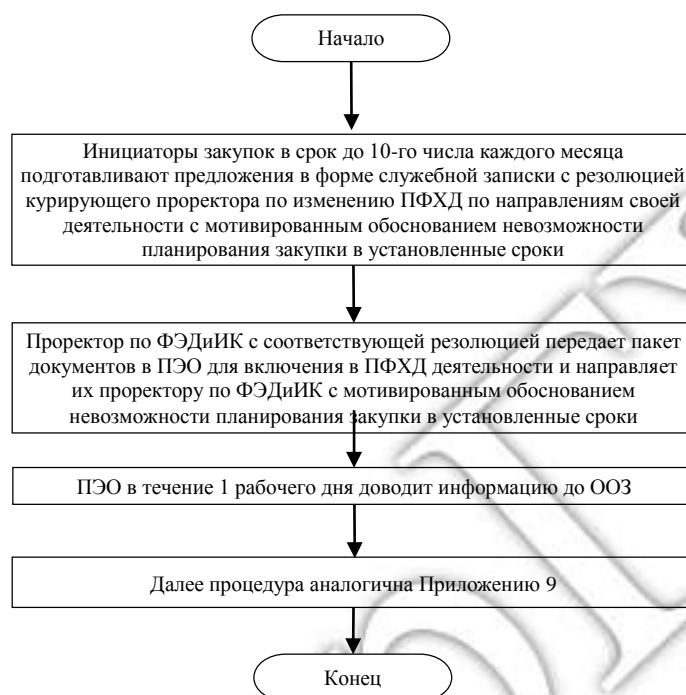 Начало
Инициаторы закупок в срок до 10-го числа каждого месяца
подготавливают предложения в форме служебной записки с резолюцией
курирующего проректора по изменению ПФХД по направлениям своей
деятельности с мотивированным обоснованием невозможности
планирования закупки в установленные сроки
Проректор по ФЭДиИК с соответствующей резолюцией передает пакет
документов в ПЭО для включения в ПФХД деятельности и направляет
их проректору по ФЭДиИК с мотивированным обоснованием
невозможности планирования закупки в установленные сроки
ПЭО в течение 1 рабочего дня доводит информацию до ООЗ
Далее процедура аналогична Приложению 9
Конец